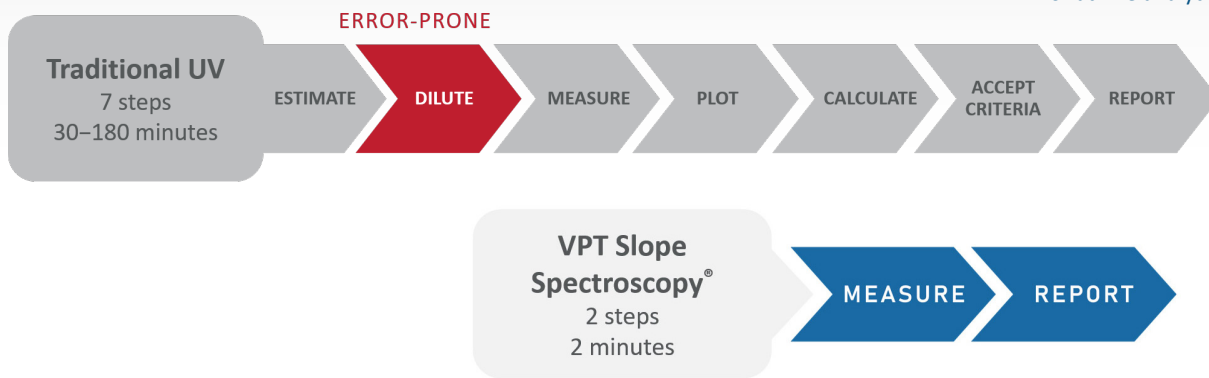 ERROR-PRONE
Traditional UV
7 steps
30–180 minutes
ESTIMATE
DILUTE
MEASURE
PLOT
CALCULATE
ACCEPT
CRITERIA
REPORT
VPT Slope
Spectroscopy®
2 steps
2 minutes
MEASURE
REPORT